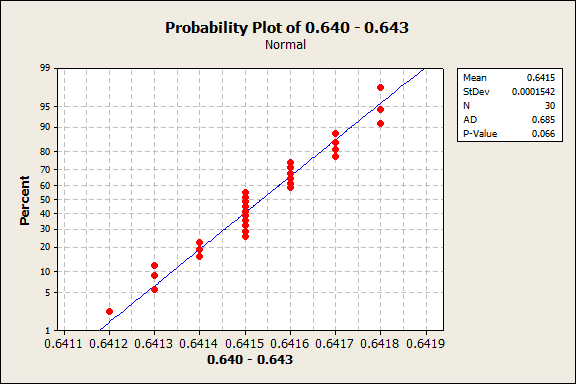 Probability Plot of 0.640 - 0.643
Normal
Percent
99
95
90
80
70
60
50
40
30
20
10
5
1
0.6411 0.6412 0.6413 0.6414 0.6415 0.6416 0.6417 0.6418 0.6419
0.640 - 0.643
Mean 0.6415
StDev 0.0001542
N 30
AD 0.685
P-Value 0.066